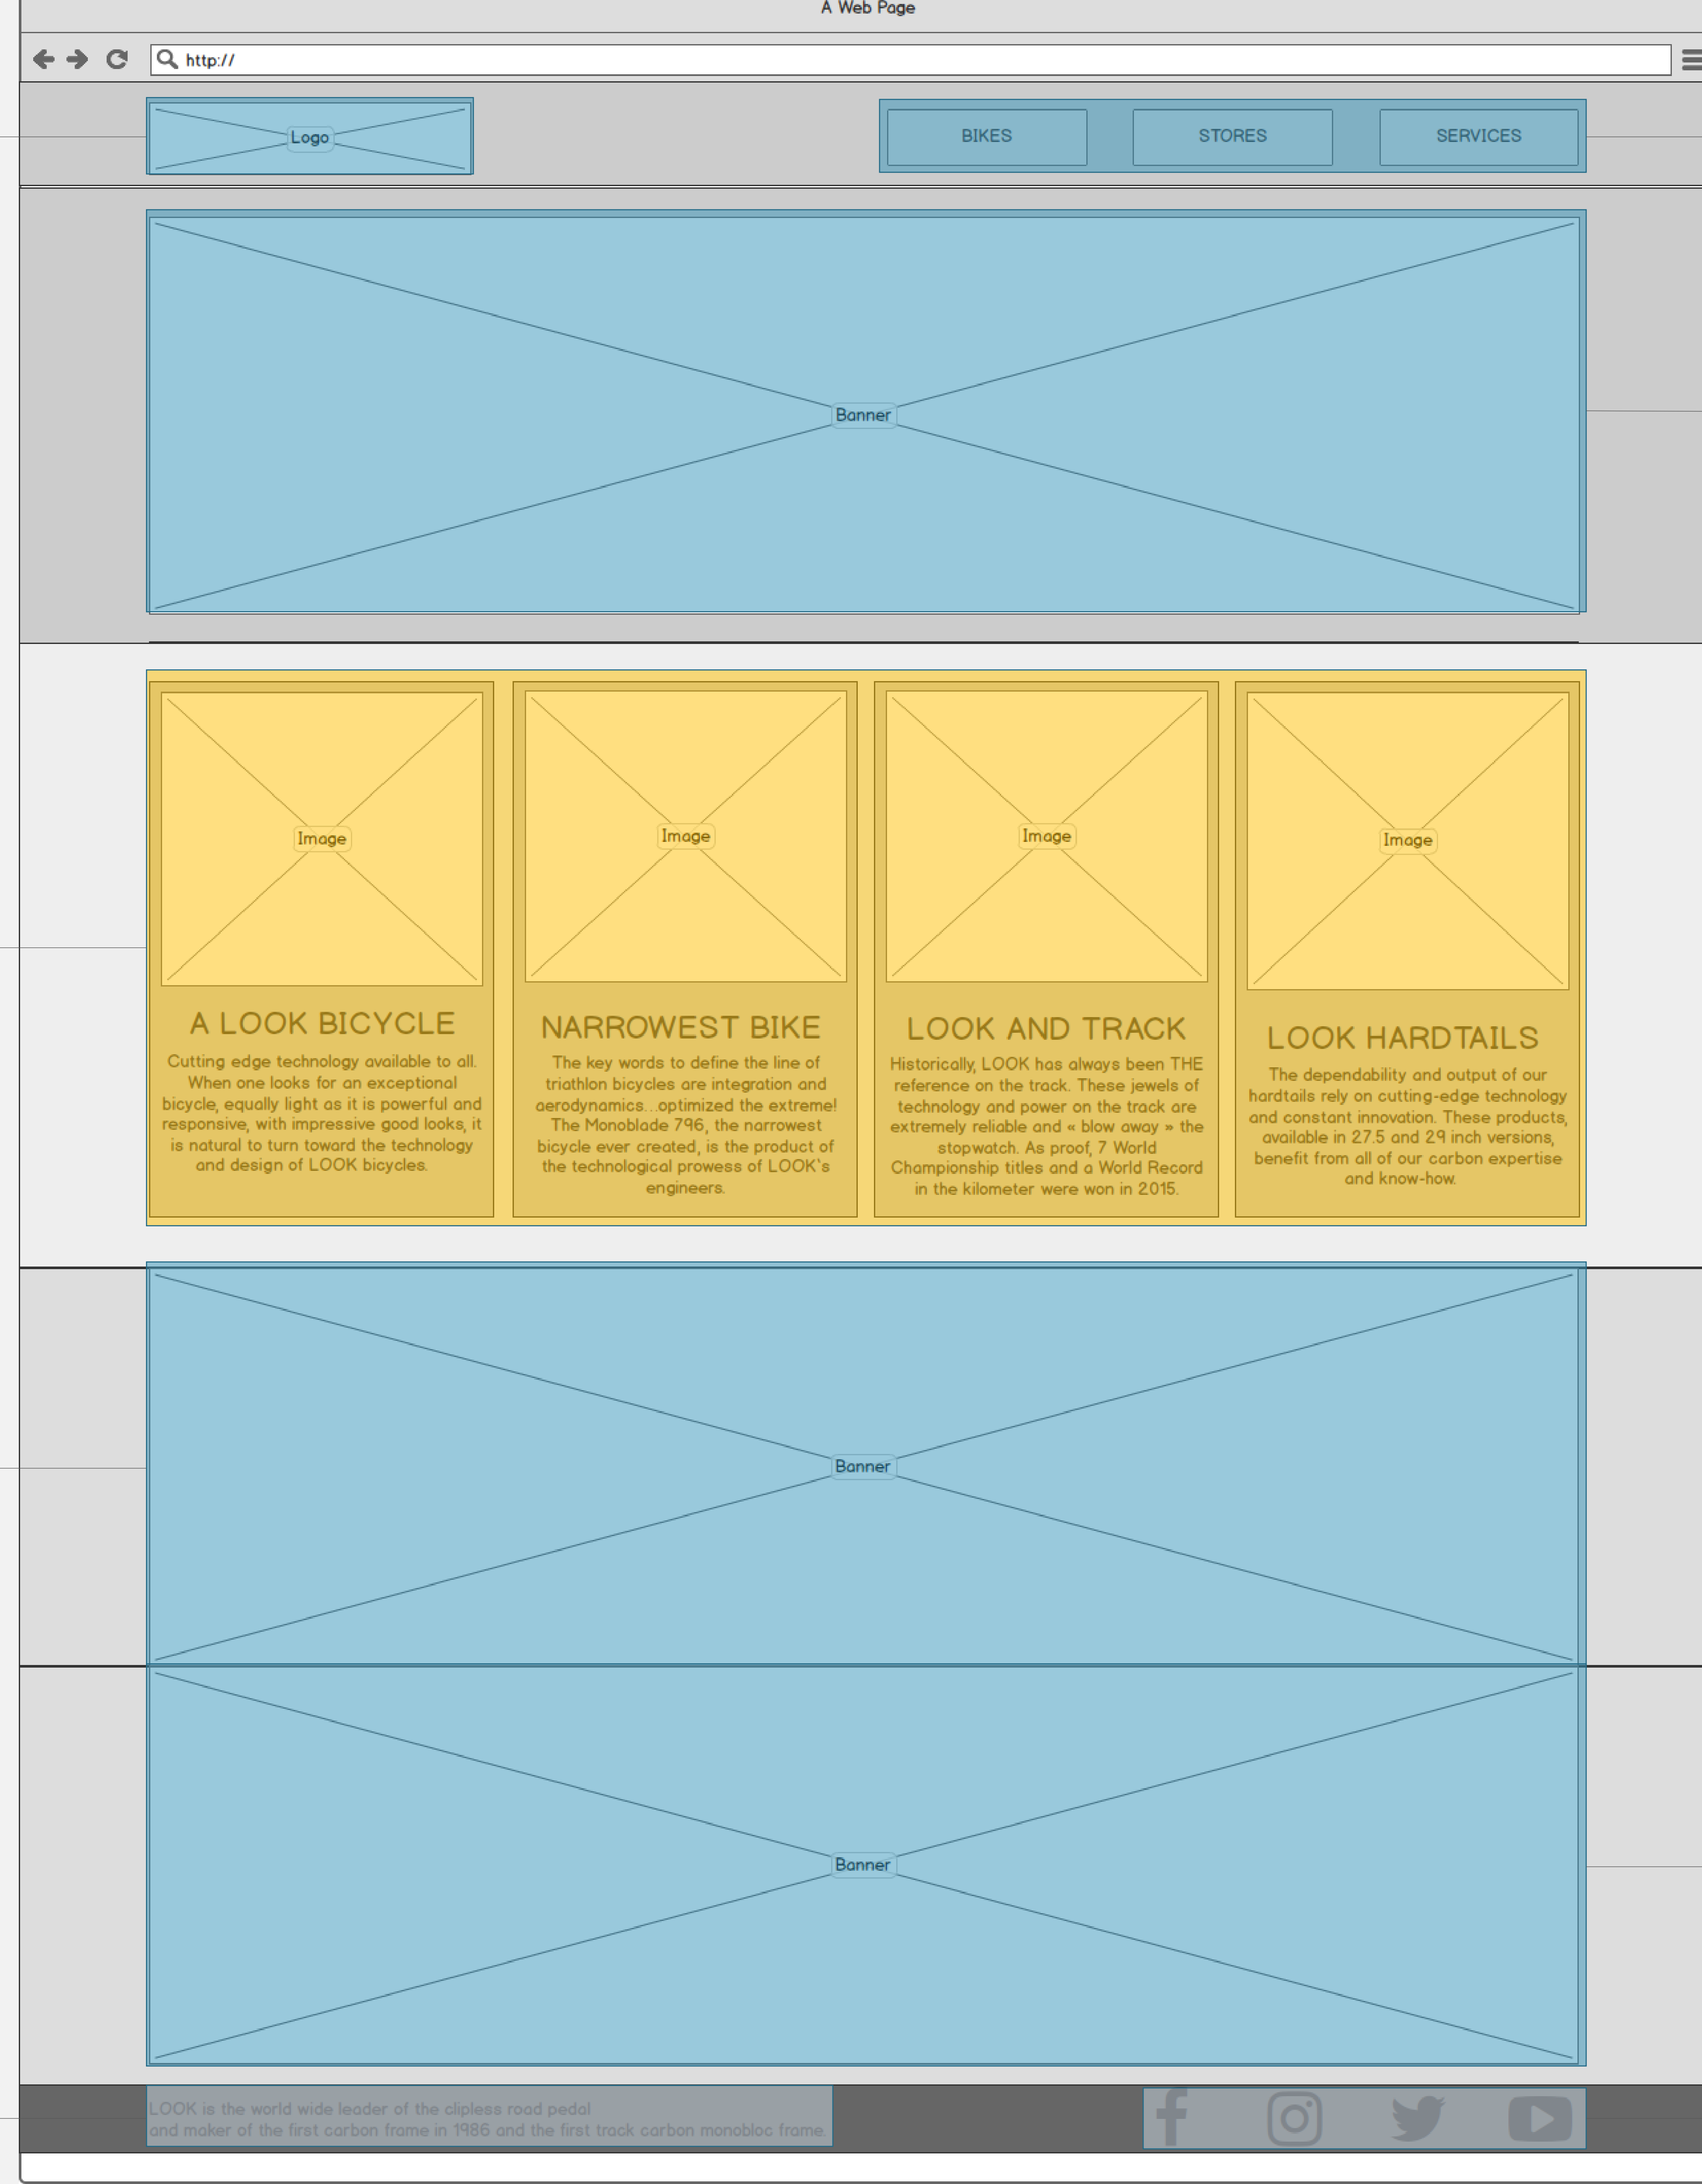 A Web Page
http://
Logo
BIKES
STORES
SERVICES
Banner
Image
Image
Image
Image
A LOOK BICYCLE
Cutting edge technology available to all.
When one looks for an exceptional
bicycle, equally light as it is powerful and
responsive, with impressive good looks, it
is natural to turn toward the technology
and design of LOOK bicycles.
NARROWEST BIKE
The key words to define the line of
triathlon bicycles are integration and
aerodynamics...optimized the extreme!
The Monoblade 796, the narrowest
bicycle ever created, is the product of
the technological prowess of LOOK`s
engineers.
LOOK AND TRACK
Historically, LOOK has always been THE
reference on the track. These jewels of
technology and power on the track are
extremely reliable and « blow away » the
stopwatch. As proof, 7 World
Championship titles and a World Record
in the kilometer were won in 2015.
LOOK HARDTAILS
The dependability and output of our
hardtails rely on cutting-edge technology
and constant innovation. These products,
available in 27.5 and 29 inch versions,
benefit from all of our carbon expertise
and know-how.
Banner
Banner
LOOK is the world wide leader of the clipless road pedal
and maker of the first carbon frame in 1986 and the first track carbon monobloc frame.